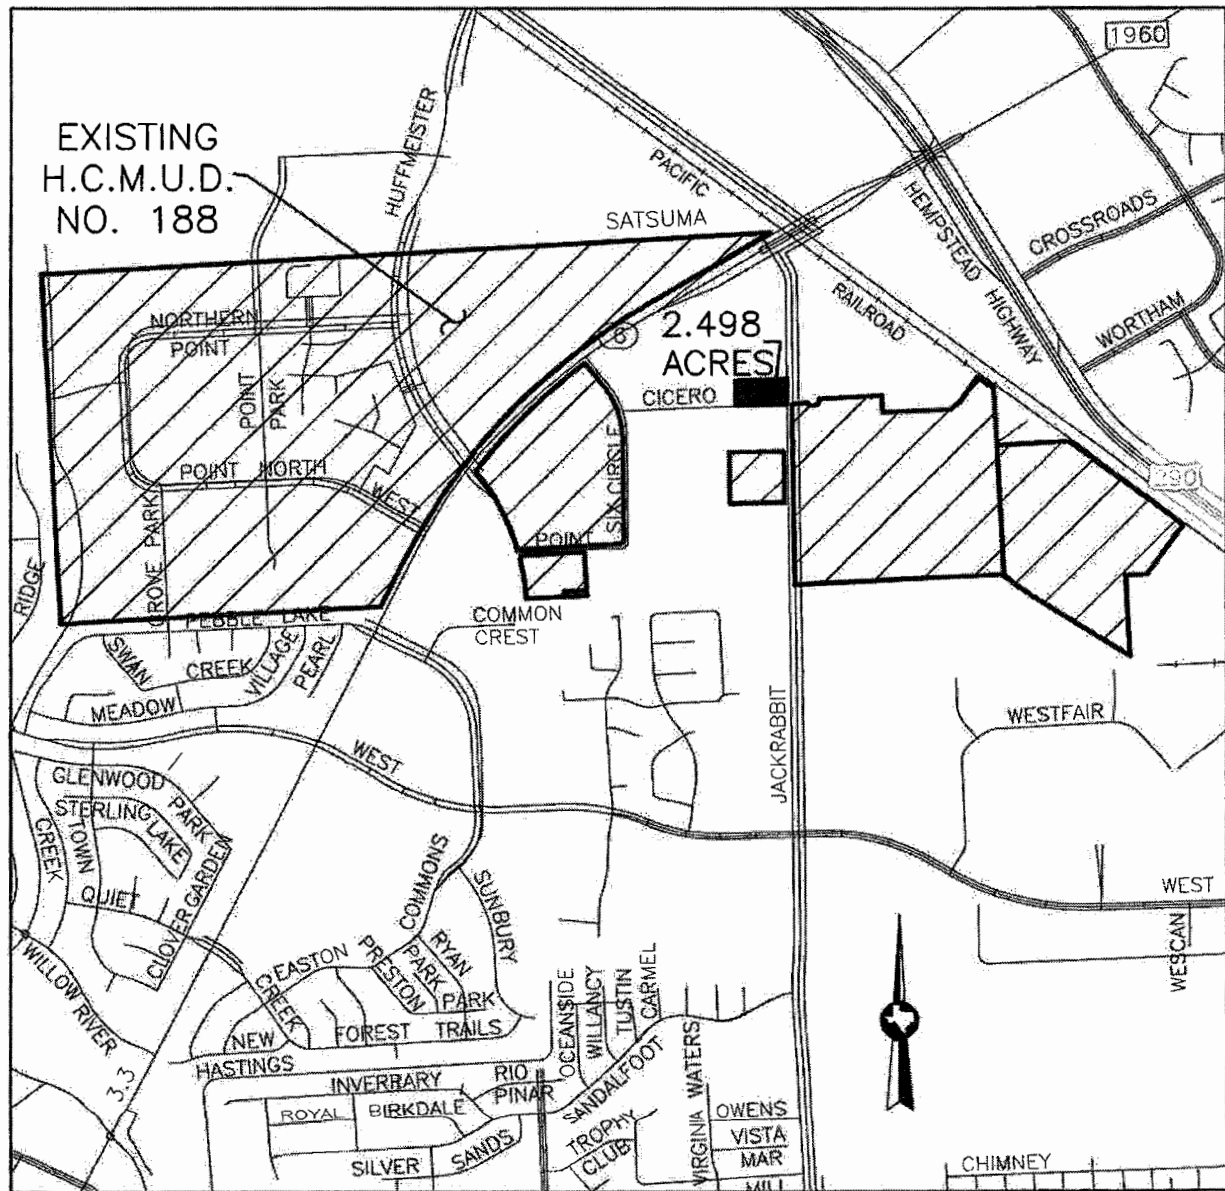 1960
EXISTING
H.C.M.U.D.
NO. 188
HUFFMEISTER
PACIFIC
SATSUMA
HEMPSTEAD HIGHWAY
CROSSROADS
RAILROAD
WORTHAM
NORTHERN
POINT
6
2.498
ACRES
CICERO
POINT
PARK
POINT NORTH
WEST
SIX CIRCLE
POINT
290
GROVE PARK
RIDGE
PEBBLE LAKE
COMMON
CREST
SWAN
CREEK
VILLAGE
PEARL
MEADOW
JACKRABBIT
WESTFAIR
WEST
GLENWOOD
PARK
STERLING
LAKE
TOWN
CREEK
CLOVER GARDEN
QUIET
COMMONS
SUNBURY
WEST
WESCAN
WILLOW RIVER
EASTON
CREEK
PRESTON
PARK
RYAN
PARK
OCEANSIDE
WILLANCY
TUSTIN
CARMEL
NEW
FOREST TRAILS
HASTINGS
3.3
INVERRARY
RIO
PINAR
SANDALFOOT
VIRGINIA WATERS
ROYAL
BIRKDALE
OWENS
TROPHY
CLUB
VISTA
MAR
SILVER
SANDS
CHIMNEY
MILL